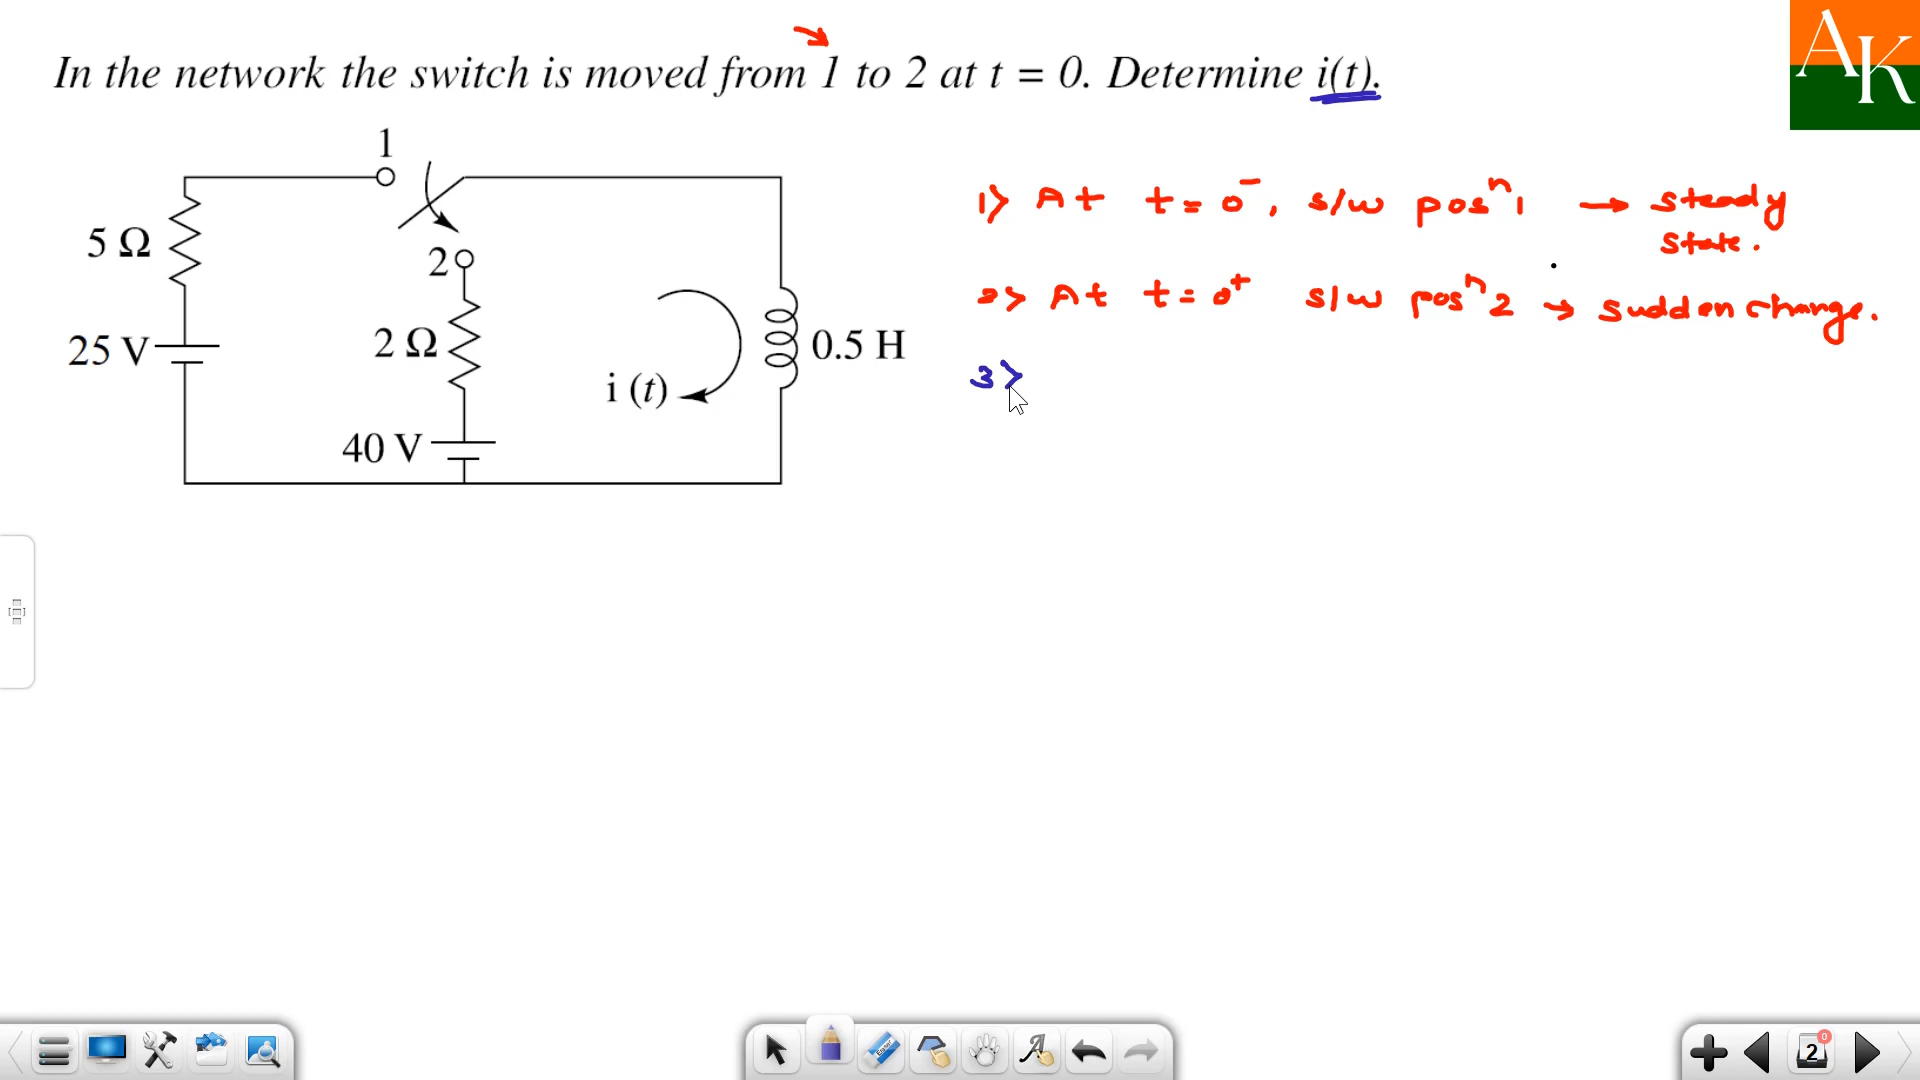 In the network the switch is moved from 1 to 2 at t = 0. Determine i(t).
AK
1
5 Ω
2
25 V
2 Ω
0.5 H
i (t)
40 V
1) At t = 0⁻, s/w posⁿ 1 → steady
state.
2) At t = 0⁺ s/w posⁿ 2 → sudden change.
3)
Eraser
A
2
0